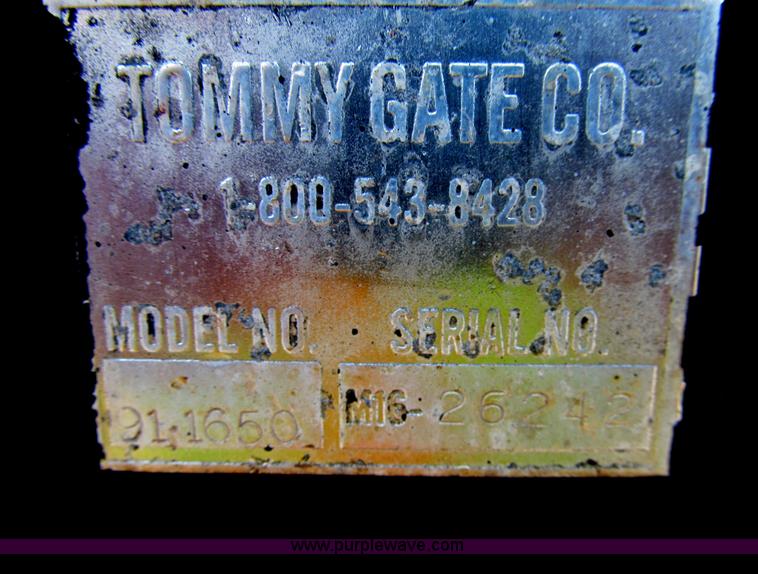 TOMMY GATE CO.
1-800-543-8428
MODEL NO. SERIAL NO.
91-1650 M16-26242
www.purplewave.com